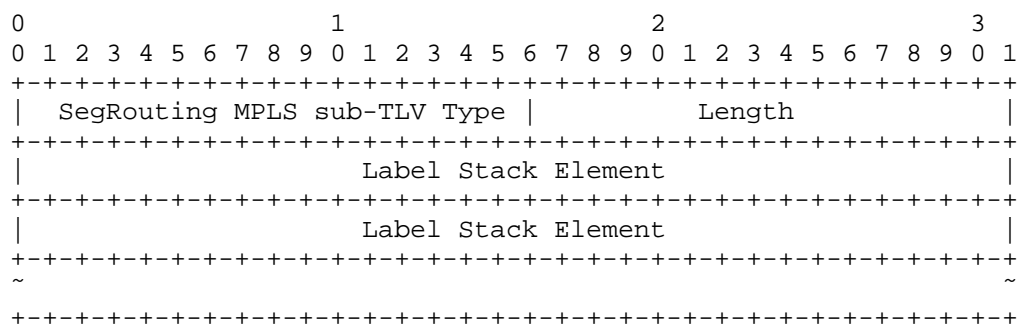 0                   1                   2                   3
0 1 2 3 4 5 6 7 8 9 0 1 2 3 4 5 6 7 8 9 0 1 2 3 4 5 6 7 8 9 0 1
+-+-+-+-+-+-+-+-+-+-+-+-+-+-+-+-+-+-+-+-+-+-+-+-+-+-+-+-+-+-+-+
|  SegRouting MPLS sub-TLV Type |          Length             |
+-+-+-+-+-+-+-+-+-+-+-+-+-+-+-+-+-+-+-+-+-+-+-+-+-+-+-+-+-+-+-+
|                     Label Stack Element                     |
+-+-+-+-+-+-+-+-+-+-+-+-+-+-+-+-+-+-+-+-+-+-+-+-+-+-+-+-+-+-+-+
|                     Label Stack Element                     |
+-+-+-+-+-+-+-+-+-+-+-+-+-+-+-+-+-+-+-+-+-+-+-+-+-+-+-+-+-+-+-+
~                                                             ~
+-+-+-+-+-+-+-+-+-+-+-+-+-+-+-+-+-+-+-+-+-+-+-+-+-+-+-+-+-+-+-+